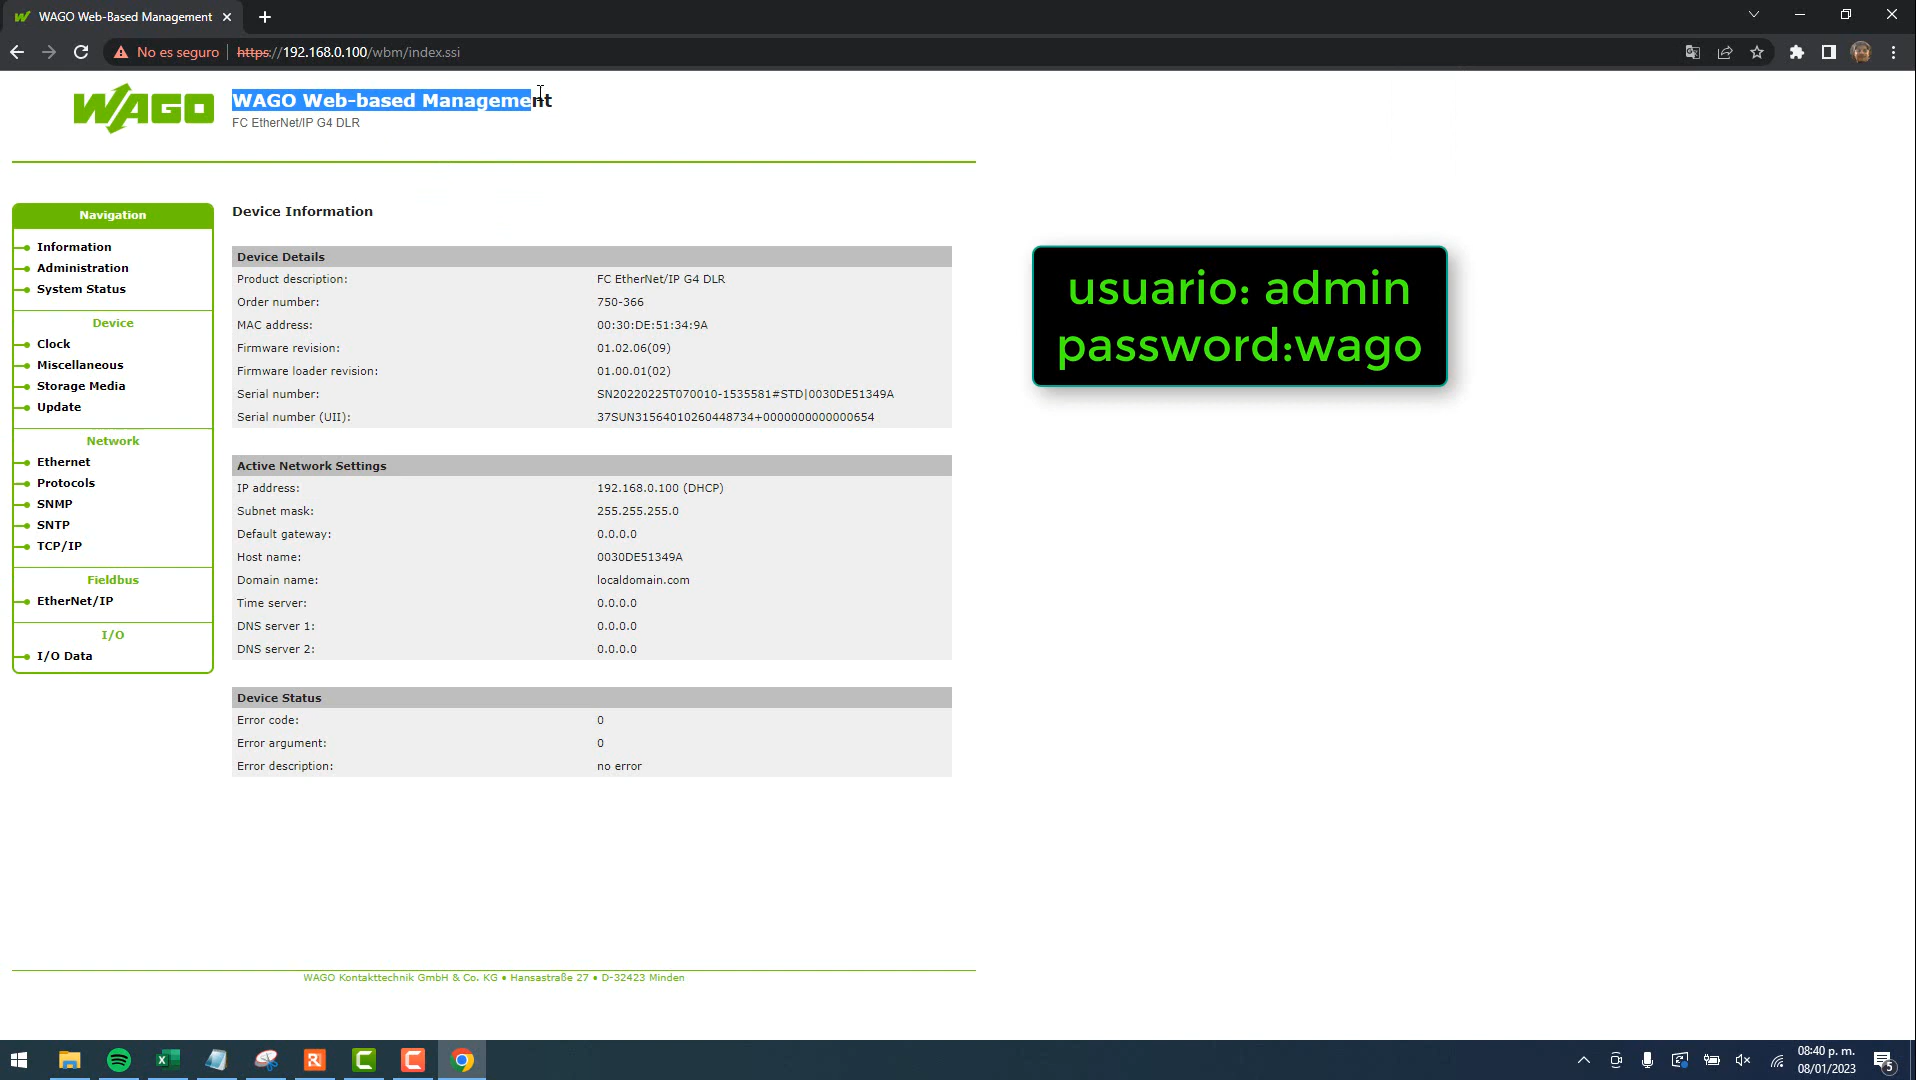 WAGO Web-Based Management
No es seguro
https://192.168.0.100/wbm/index.ssi
WAGO
WAGO Web-based Management
FC EtherNet/IP G4 DLR
Navigation
Information
Administration
System Status
Device
Clock
Miscellaneous
Storage Media
Update
Network
Ethernet
Protocols
SNMP
SNTP
TCP/IP
Fieldbus
EtherNet/IP
I/O
I/O Data
Device Information
Device Details
Product description: FC EtherNet/IP G4 DLR
Order number: 750-366
MAC address: 00:30:DE:51:34:9A
Firmware revision: 01.02.06(09)
Firmware loader revision: 01.00.01(02)
Serial number: SN20220225T070010-1535581#STD|0030DE51349A
Serial number (UII): 37SUN31564010260448734+0000000000000654
Active Network Settings
IP address: 192.168.0.100 (DHCP)
Subnet mask: 255.255.255.0
Default gateway: 0.0.0.0
Host name: 0030DE51349A
Domain name: localdomain.com
Time server: 0.0.0.0
DNS server 1: 0.0.0.0
DNS server 2: 0.0.0.0
Device Status
Error code: 0
Error argument: 0
Error description: no error
usuario: admin
password:wago
WAGO Kontakttechnik GmbH & Co. KG • Hansastraße 27 • D-32423 Minden
08:40 p. m.
08/01/2023
5